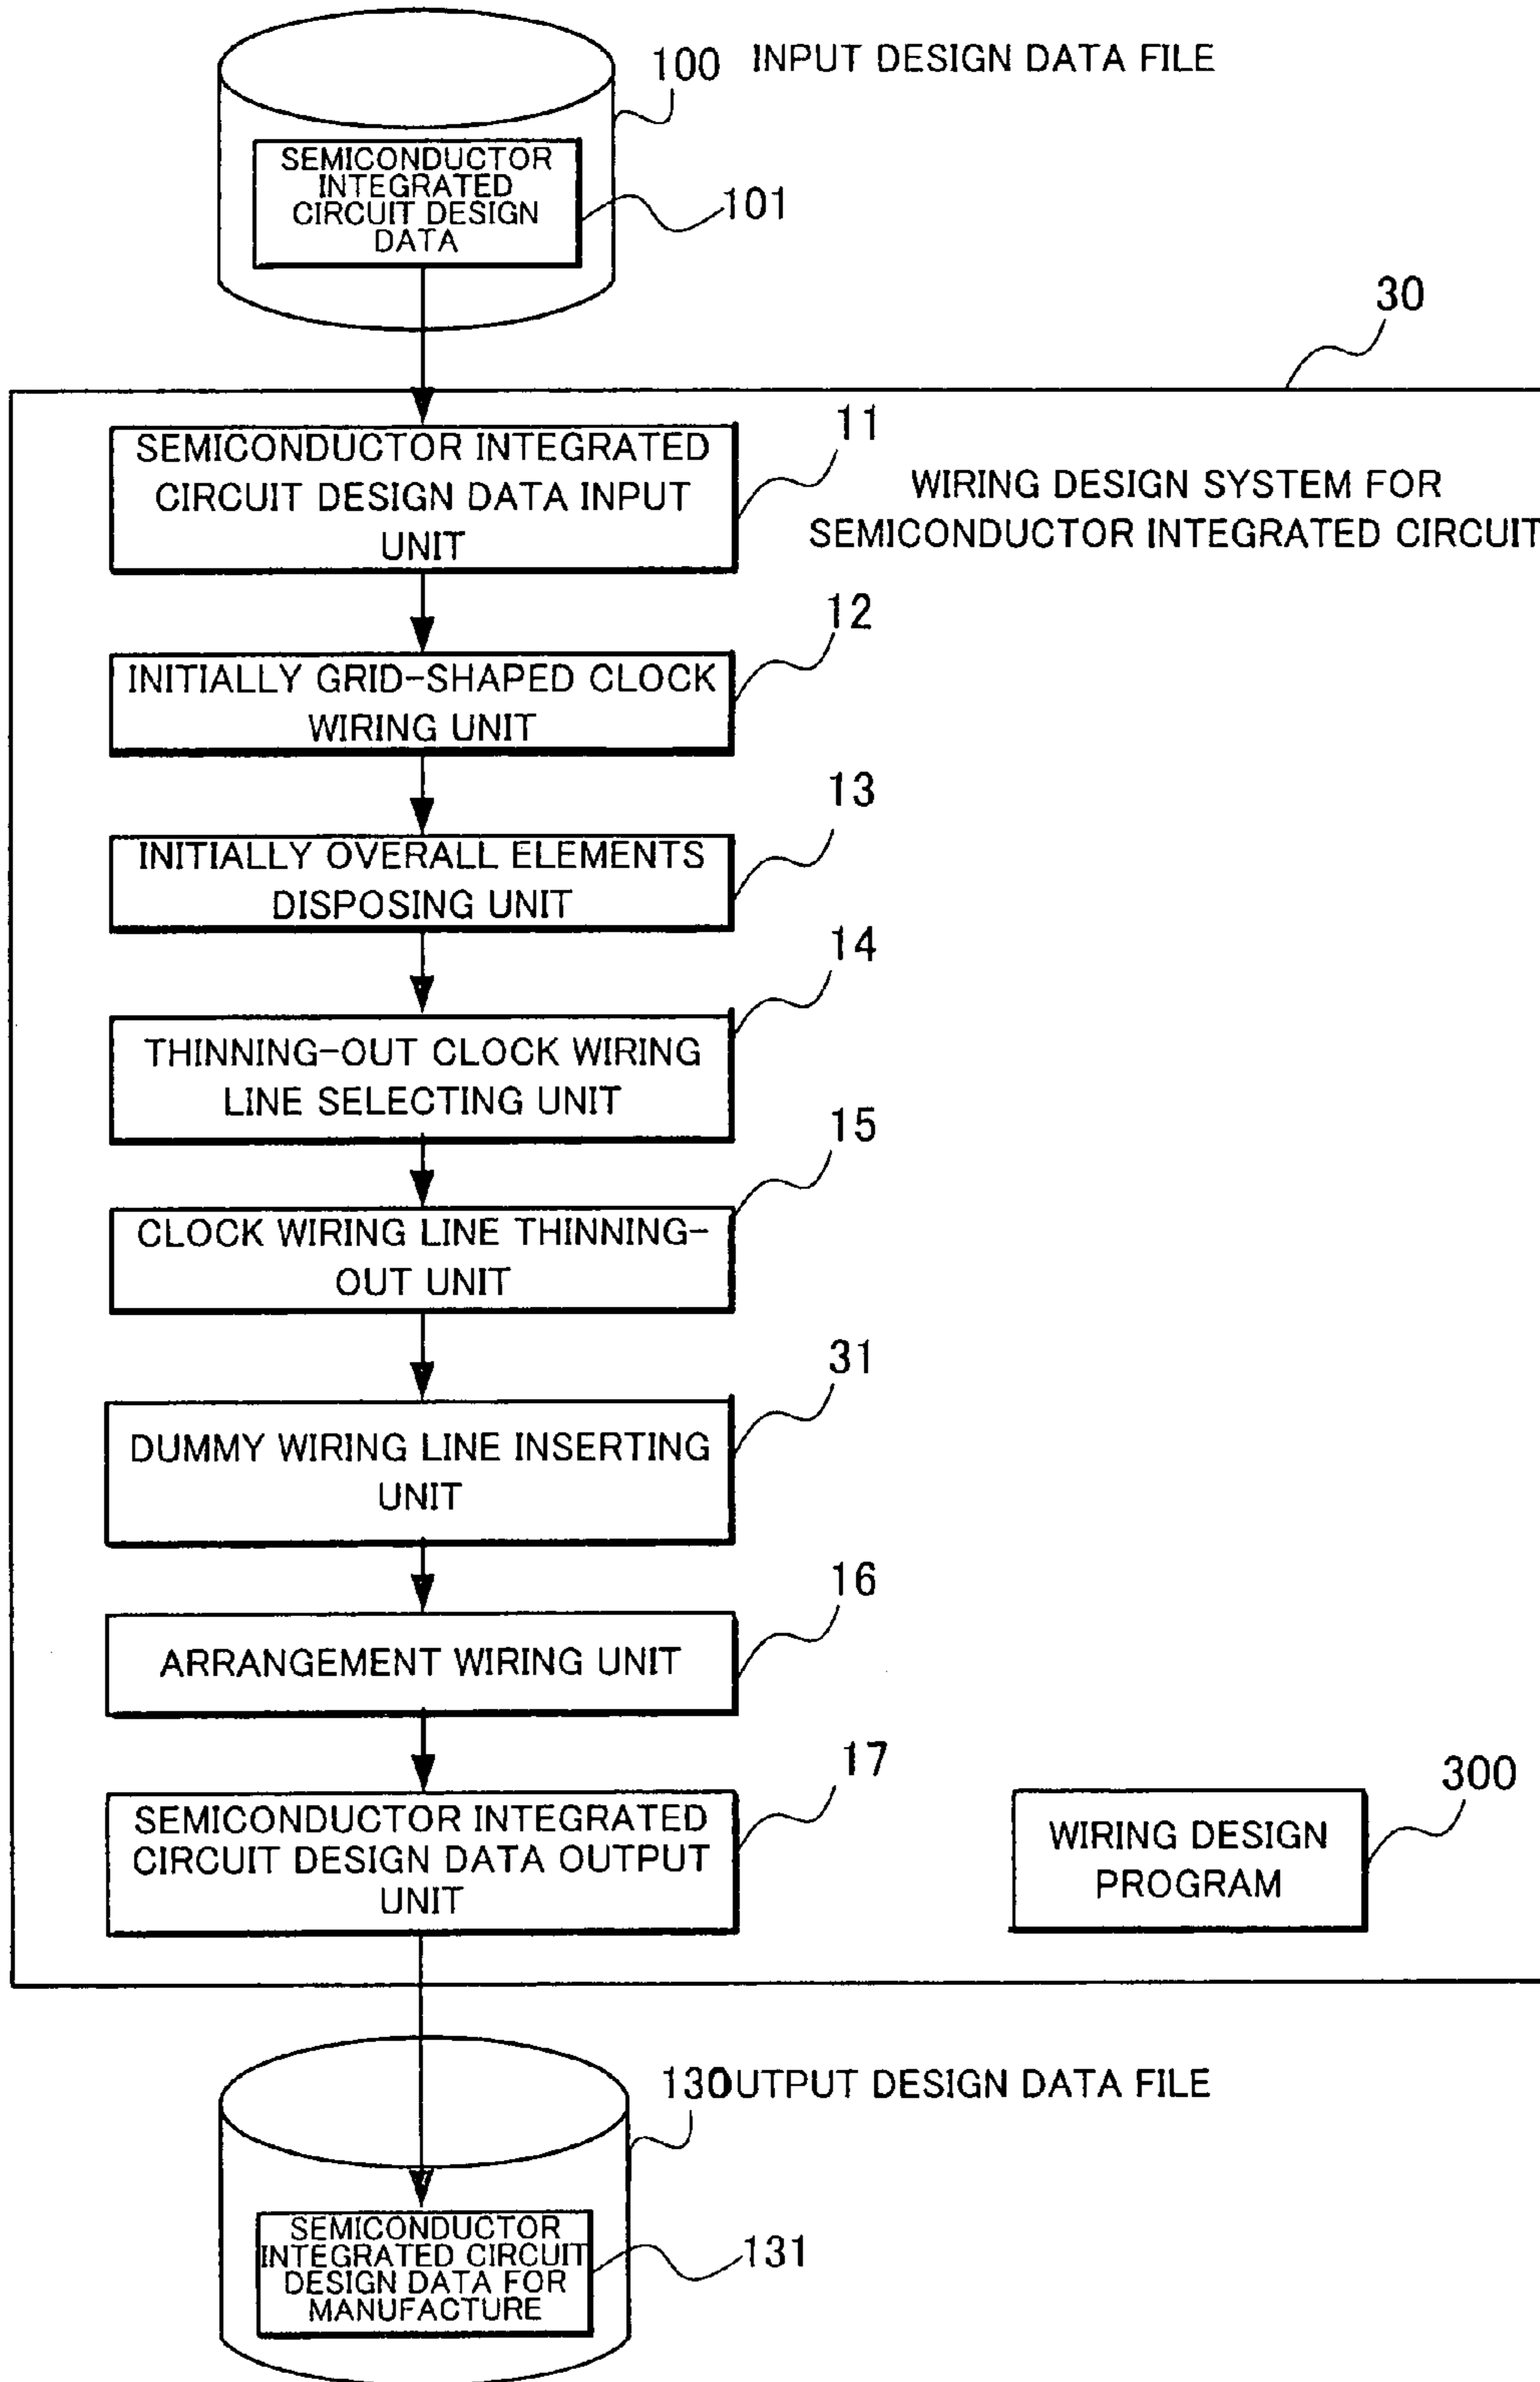 100 INPUT DESIGN DATA FILE
SEMICONDUCTOR
INTEGRATED
CIRCUIT DESIGN
DATA
101
30
SEMICONDUCTOR INTEGRATED
CIRCUIT DESIGN DATA INPUT
UNIT
11
WIRING DESIGN SYSTEM FOR
SEMICONDUCTOR INTEGRATED CIRCUIT
12
INITIALLY GRID-SHAPED CLOCK
WIRING UNIT
13
INITIALLY OVERALL ELEMENTS
DISPOSING UNIT
14
THINNING-OUT CLOCK WIRING
LINE SELECTING UNIT
15
CLOCK WIRING LINE THINNING-
OUT UNIT
31
DUMMY WIRING LINE INSERTING
UNIT
16
ARRANGEMENT WIRING UNIT
17
SEMICONDUCTOR INTEGRATED
CIRCUIT DESIGN DATA OUTPUT
UNIT
300
WIRING DESIGN
PROGRAM
130 OUTPUT DESIGN DATA FILE
SEMICONDUCTOR
INTEGRATED CIRCUIT
DESIGN DATA FOR
MANUFACTURE
131